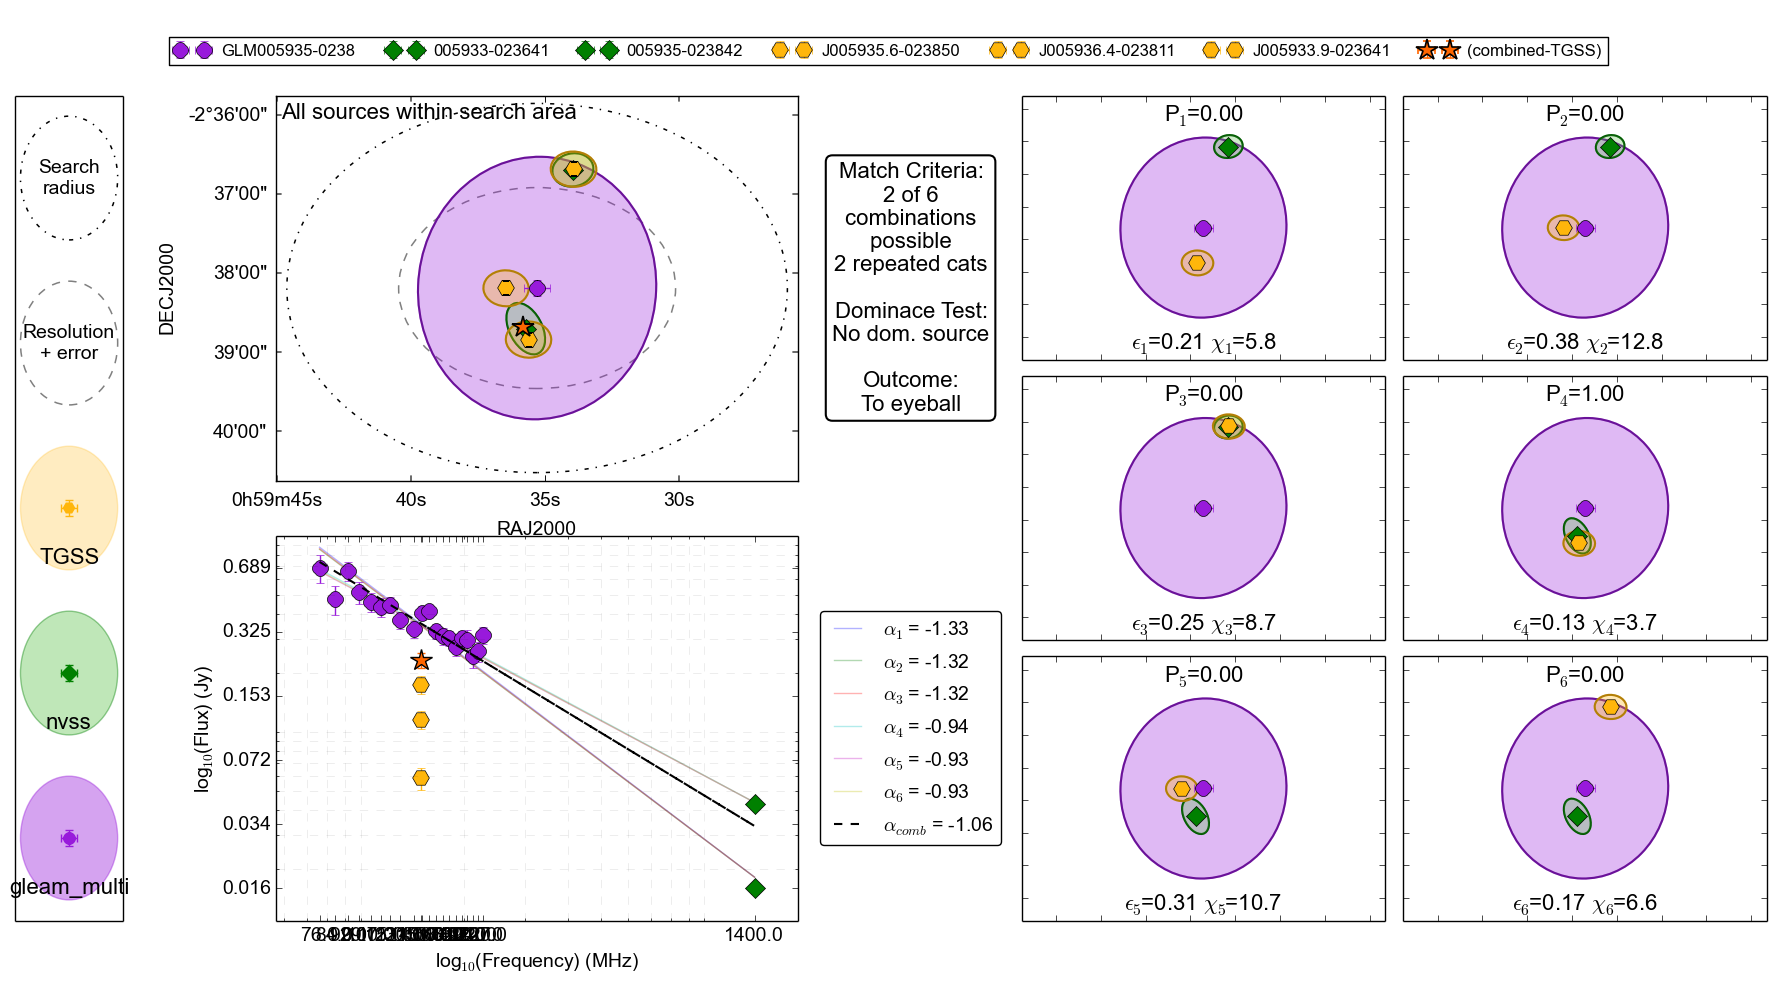 GLM005935-0238 005933-023641 005935-023842 J005935.6-023850 J005936.4-023811 J005933.9-023641 (combined-TGSS)
Search
radius
Resolution
+ error
TGSS
nvss
gleam_multi
All sources within search area
-2°36'00"
37'00"
38'00"
39'00"
40'00"
DECJ2000
0h59m45s 40s 35s 30s
RAJ2000
Match Criteria:
2 of 6
combinations
possible
2 repeated cats
Dominace Test:
No dom. source
Outcome:
To eyeball
0.689
0.325
0.153
0.072
0.034
0.016
log10(Flux) (Jy)
1400.0
log10(Frequency) (MHz)
α1 = -1.33
α2 = -1.32
α3 = -1.32
α4 = -0.94
α5 = -0.93
α6 = -0.93
αcomb = -1.06
P1=0.00
ϵ1=0.21 χ1=5.8
P2=0.00
ϵ2=0.38 χ2=12.8
P3=0.00
ϵ3=0.25 χ3=8.7
P4=1.00
ϵ4=0.13 χ4=3.7
P5=0.00
ϵ5=0.31 χ5=10.7
P6=0.00
ϵ6=0.17 χ6=6.6